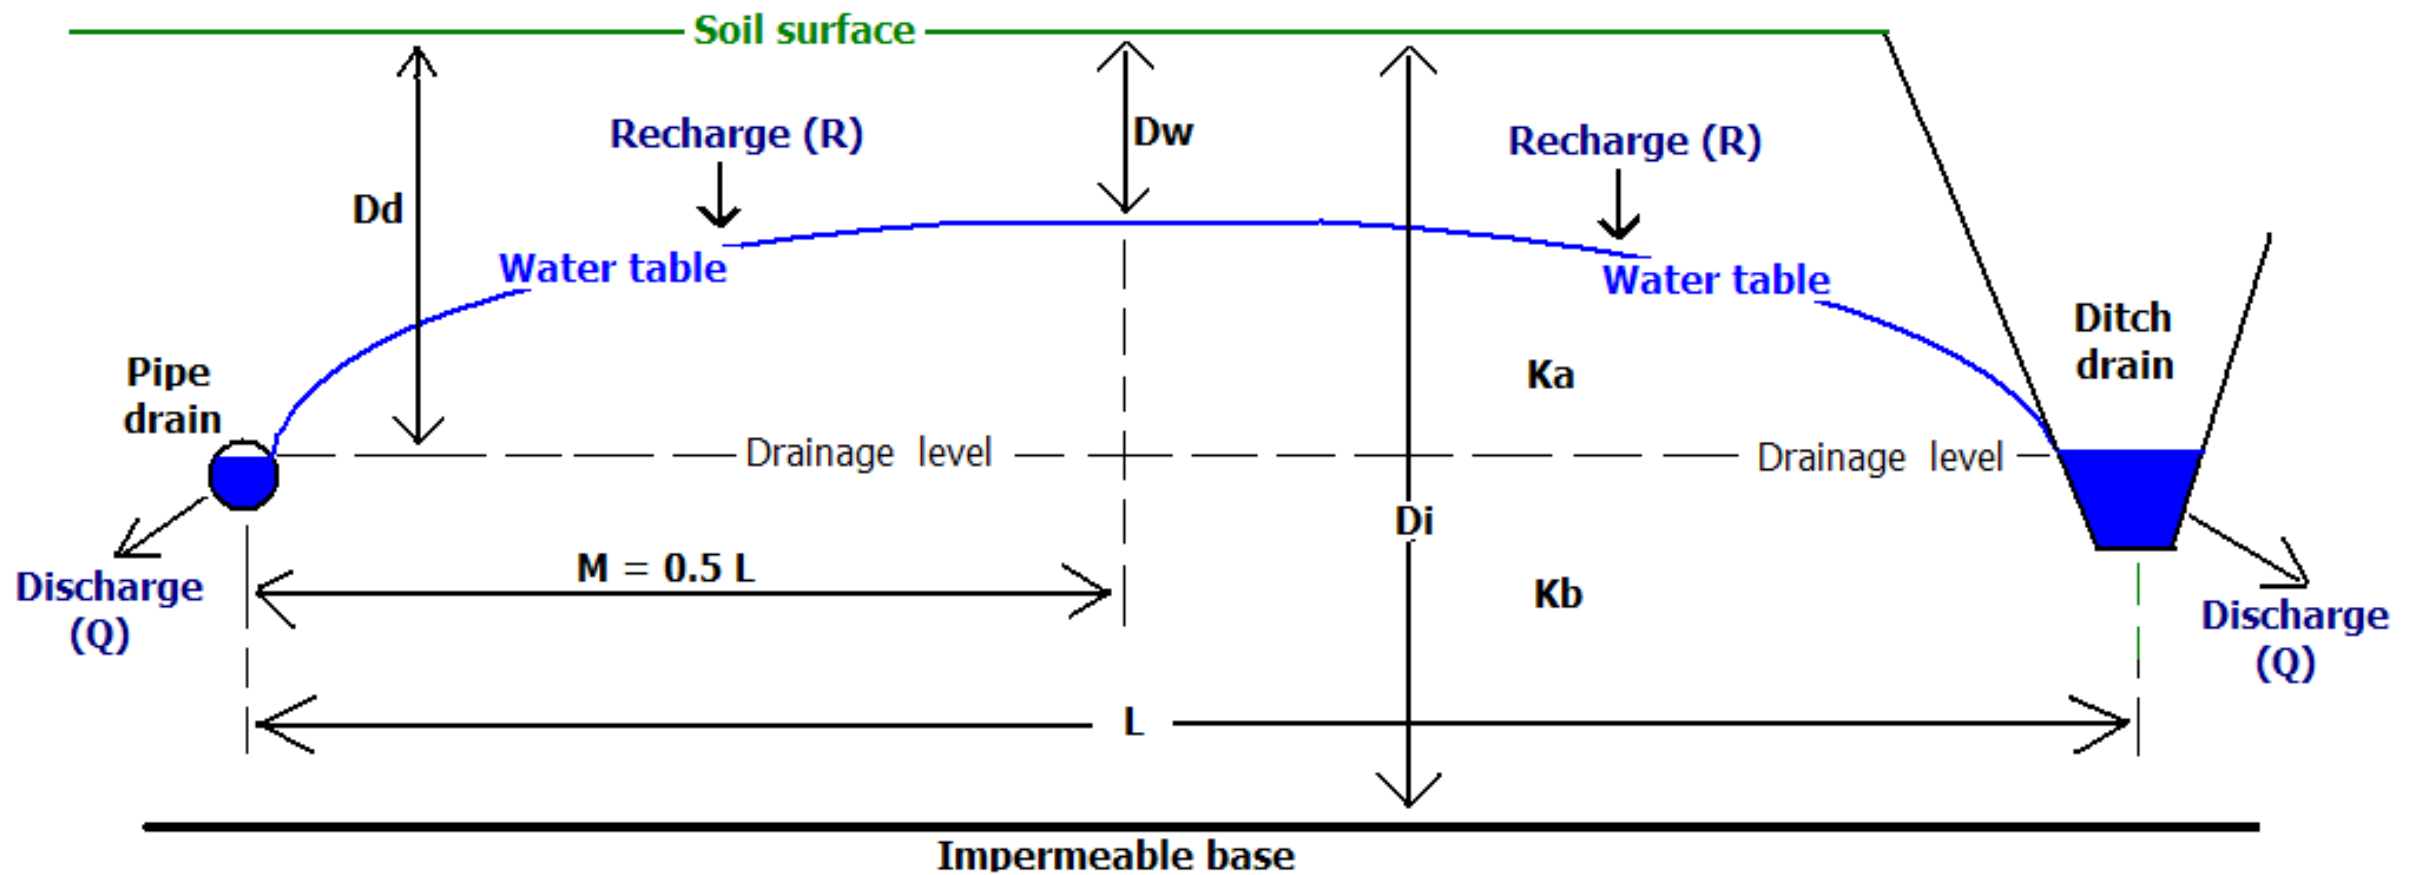 Soil surface
Recharge (R)
Dw
Recharge (R)
Dd
Water table
Water table
Pipe
drain
Ka
Ditch
drain
Drainage level
Drainage level
Di
M = 0.5 L
Kb
Discharge
(Q)
Discharge
(Q)
L
Impermeable base